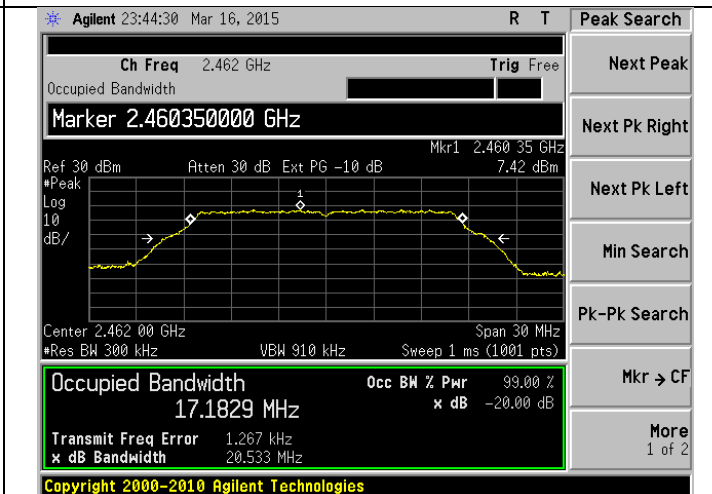 Agilent 23:44:30 Mar 16, 2015 R T Peak Search
Ch Freq 2.462 GHz Trig Free
Occupied Bandwidth
Marker 2.460350000 GHz
Mkr1 2.460 35 GHz
Ref 30 dBm Atten 30 dB Ext PG -10 dB 7.42 dBm
#Peak
Log
10
dB/
1
Center 2.462 00 GHz Span 30 MHz
#Res BW 300 kHz VBW 910 kHz Sweep 1 ms (1001 pts)
Occupied Bandwidth Occ BW % Pwr 99.00 %
17.1829 MHz x dB -20.00 dB
Transmit Freq Error 1.267 kHz
x dB Bandwidth 20.533 MHz
Copyright 2000-2010 Agilent Technologies
Next Peak
Next Pk Right
Next Pk Left
Min Search
Pk-Pk Search
Mkr → CF
More
1 of 2